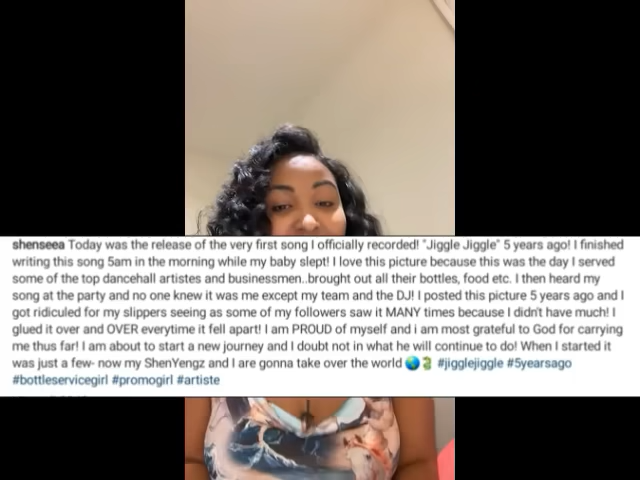 shenseea Today was the release of the very first song I officially recorded! "Jiggle Jiggle" 5 years ago! I finished
writing this song 5am in the morning while my baby slept! I love this picture because this was the day I served
some of the top dancehall artistes and businessmen..brought out all their bottles, food etc. I then heard my
song at the party and no one knew it was me except my team and the DJ! I posted this picture 5 years ago and I
got ridiculed for my slippers seeing as some of my followers saw it MANY times because I didn't have much! I
glued it over and OVER everytime it fell apart! I am PROUD of myself and i am most grateful to God for carrying
me thus far! I am about to start a new journey and I doubt not in what he will continue to do! When I started it
was just a few- now my ShenYengz and I are gonna take over the world 🌏🐉 #jigglejiggle #5yearsago
#bottleservicegirl #promogirl #artiste